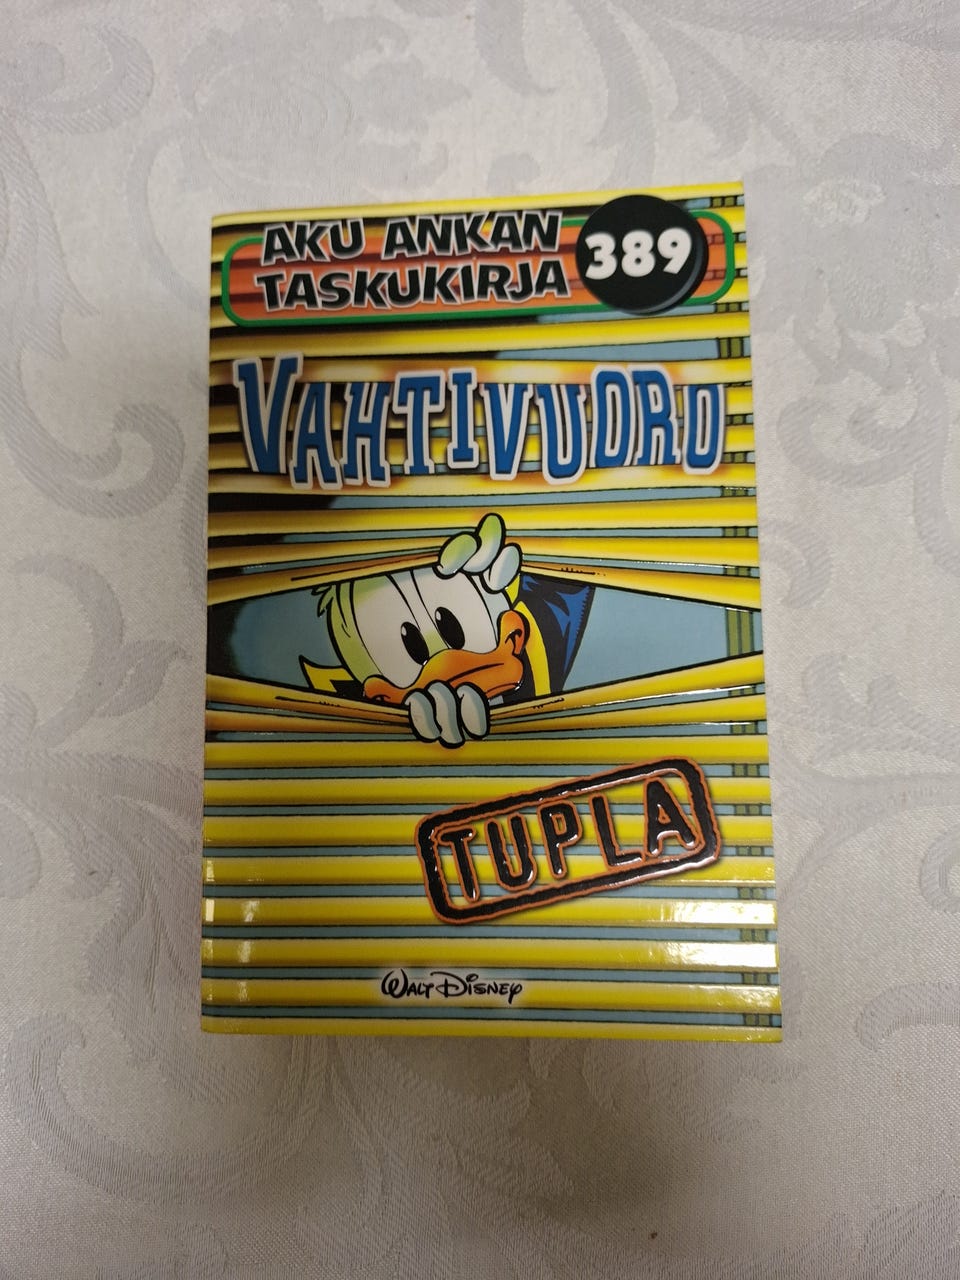 AKU ANKAN
TASKUKIRJA
389
VAHTIVUORO
TUPLA
WALT DISNEY